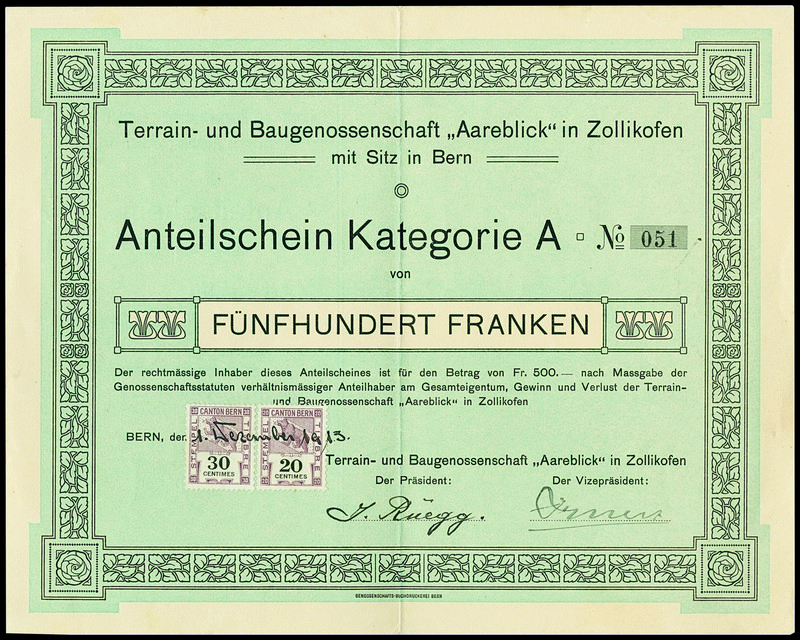 Terrain- und Baugenossenschaft „Aareblick“ in Zollikofen
mit Sitz in Bern
Anteilschein Kategorie A № 051
von
FÜNFHUNDERT FRANKEN
Der rechtmässige Inhaber dieses Anteilscheines ist für den Betrag von Fr. 500.— nach Massgabe der
Genossenschaftsstatuten verhältnismässiger Anteilhaber am Gesamteigentum, Gewinn und Verlust der Terrain-
und Baugenossenschaft „Aareblick“ in Zollikofen
CANTON BERN CANTON BERN
STEMPEL TIMBRE STEMPEL TIMBRE
BERN, den 1. Dezember 1913.
30 20
CENTIMES CENTIMES
Terrain- und Baugenossenschaft „Aareblick“ in Zollikofen
Der Präsident: Der Vizepräsident:
J. Rüegg.
GENOSSENSCHAFTS-BUCHDRUCKEREI BERN